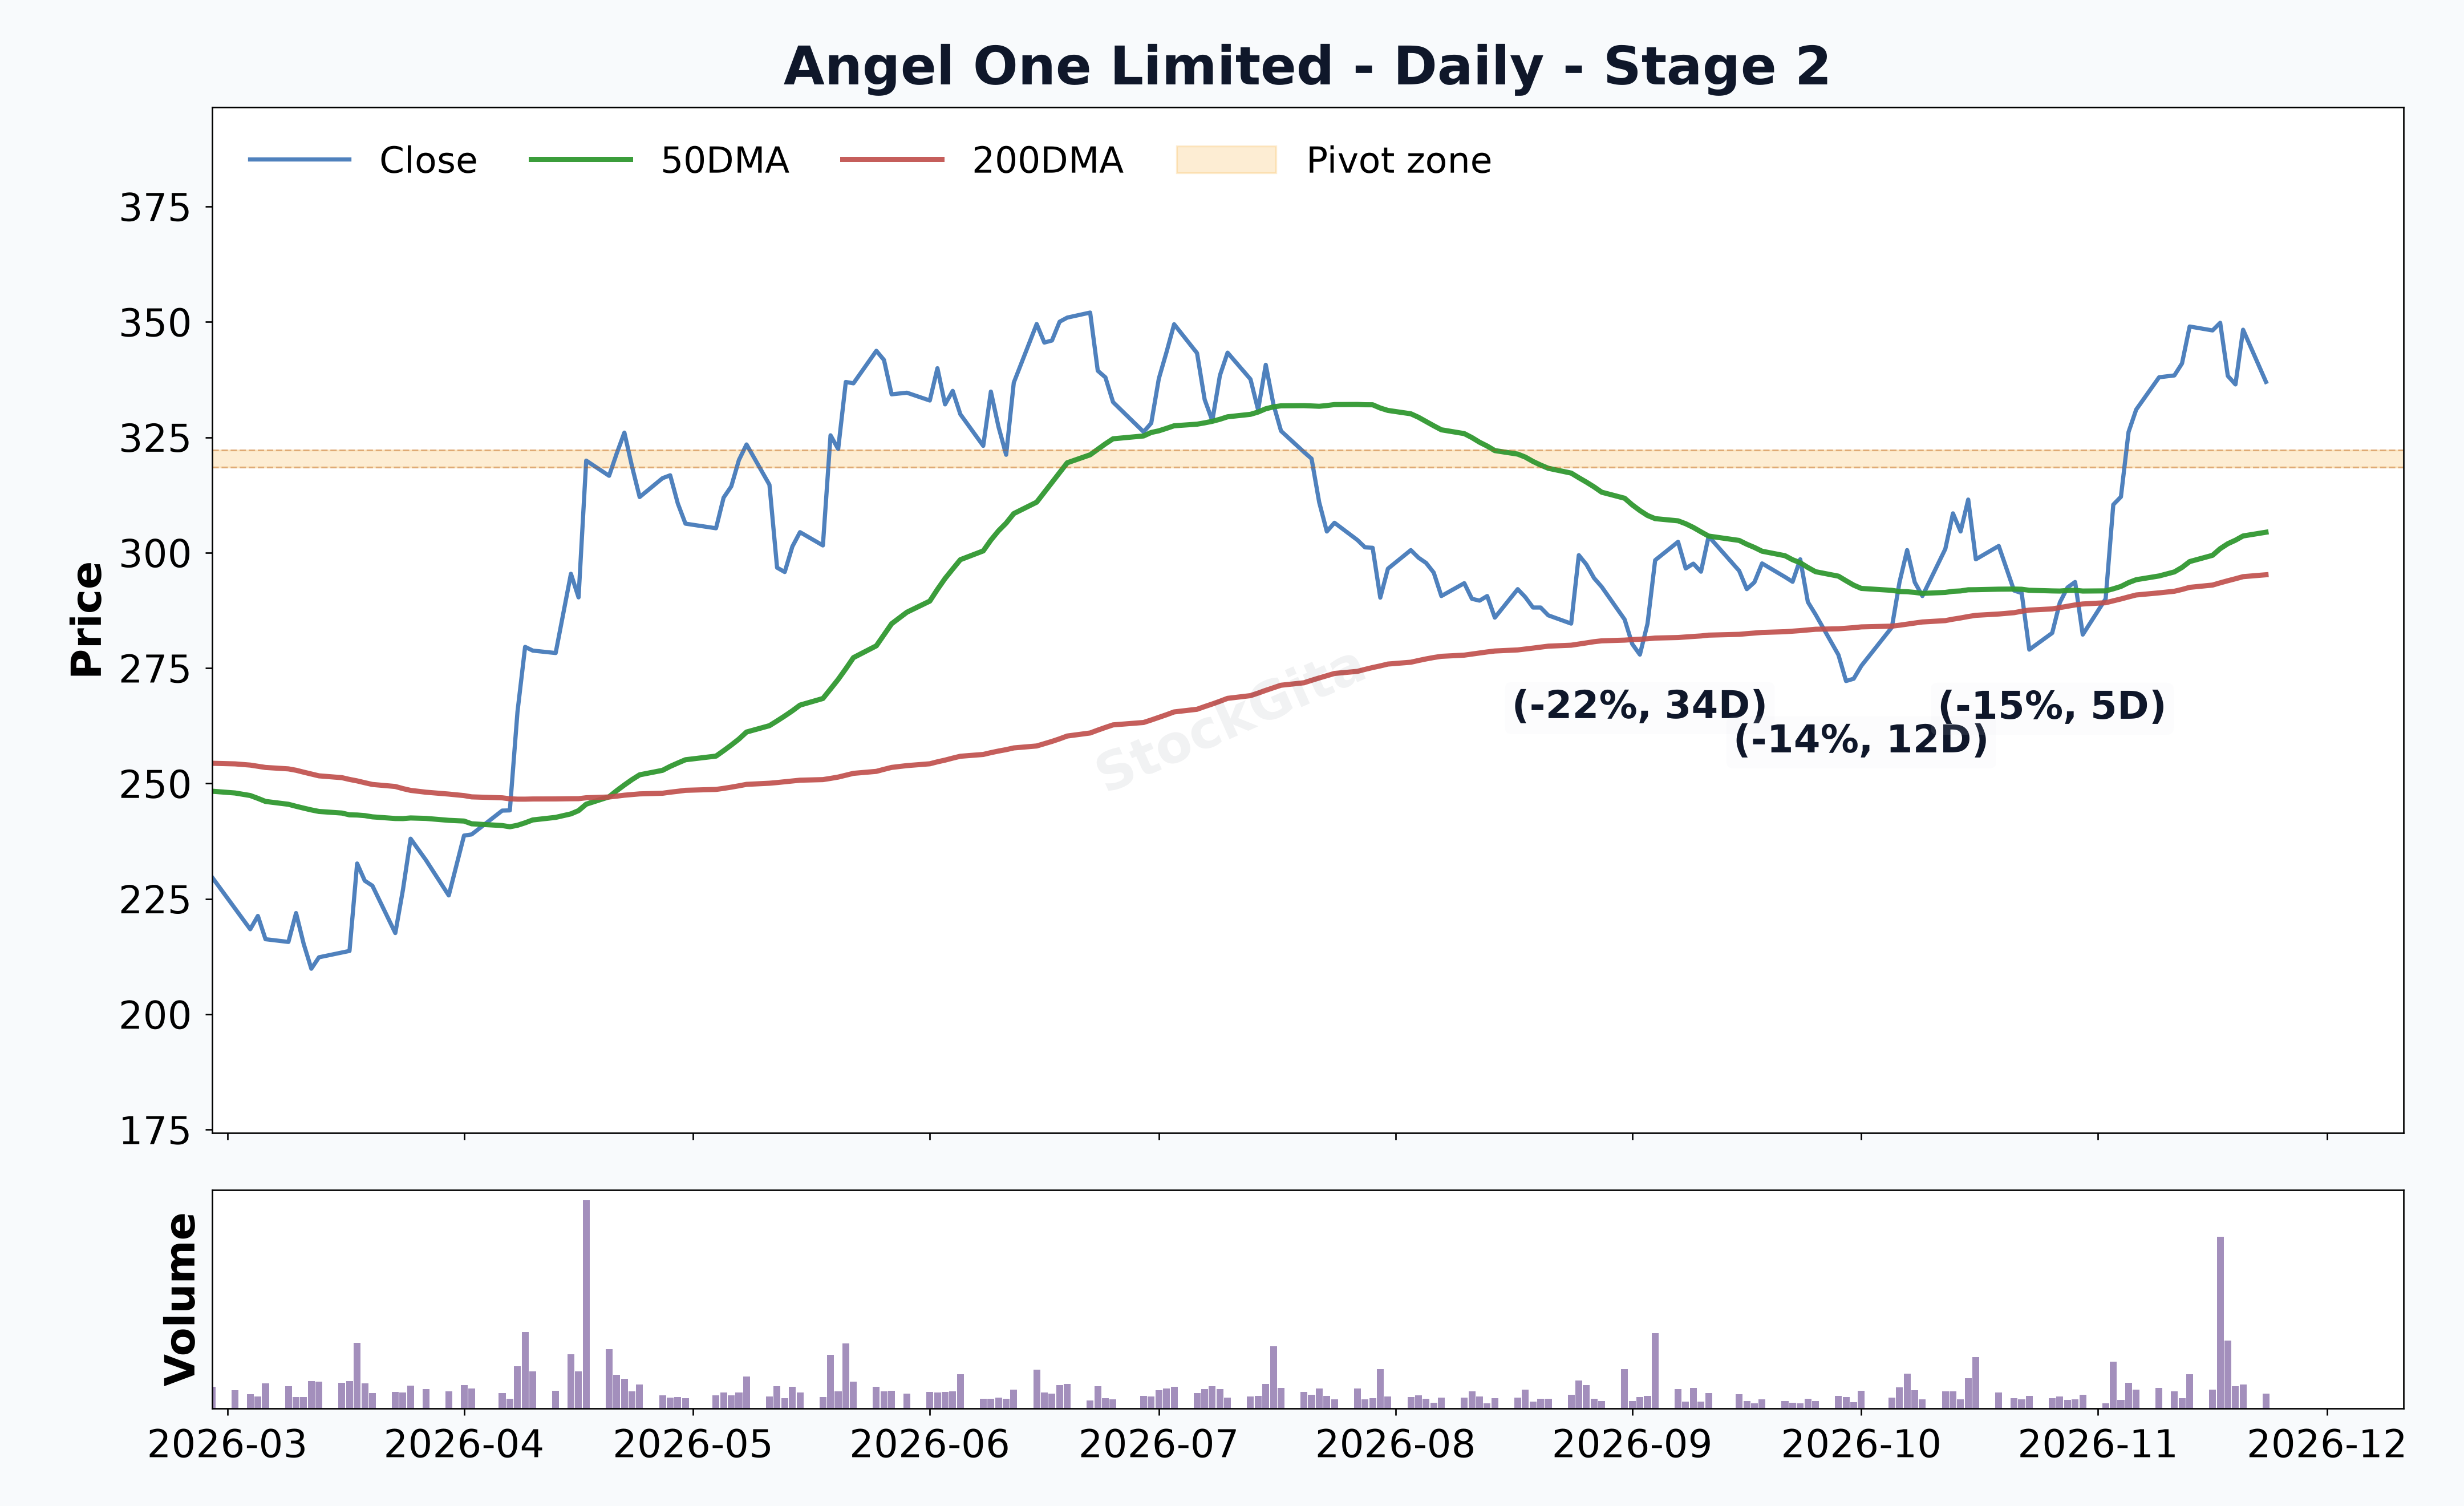 Angel One Limited - Daily - Stage 2
Close 50DMA 200DMA Pivot zone
Price
375
350
325
300
275
250
225
200
175
StockGita
(-22%, 34D)
(-14%, 12D)
(-15%, 5D)
Volume
2026-03 2026-04 2026-05 2026-06 2026-07 2026-08 2026-09 2026-10 2026-11 2026-12